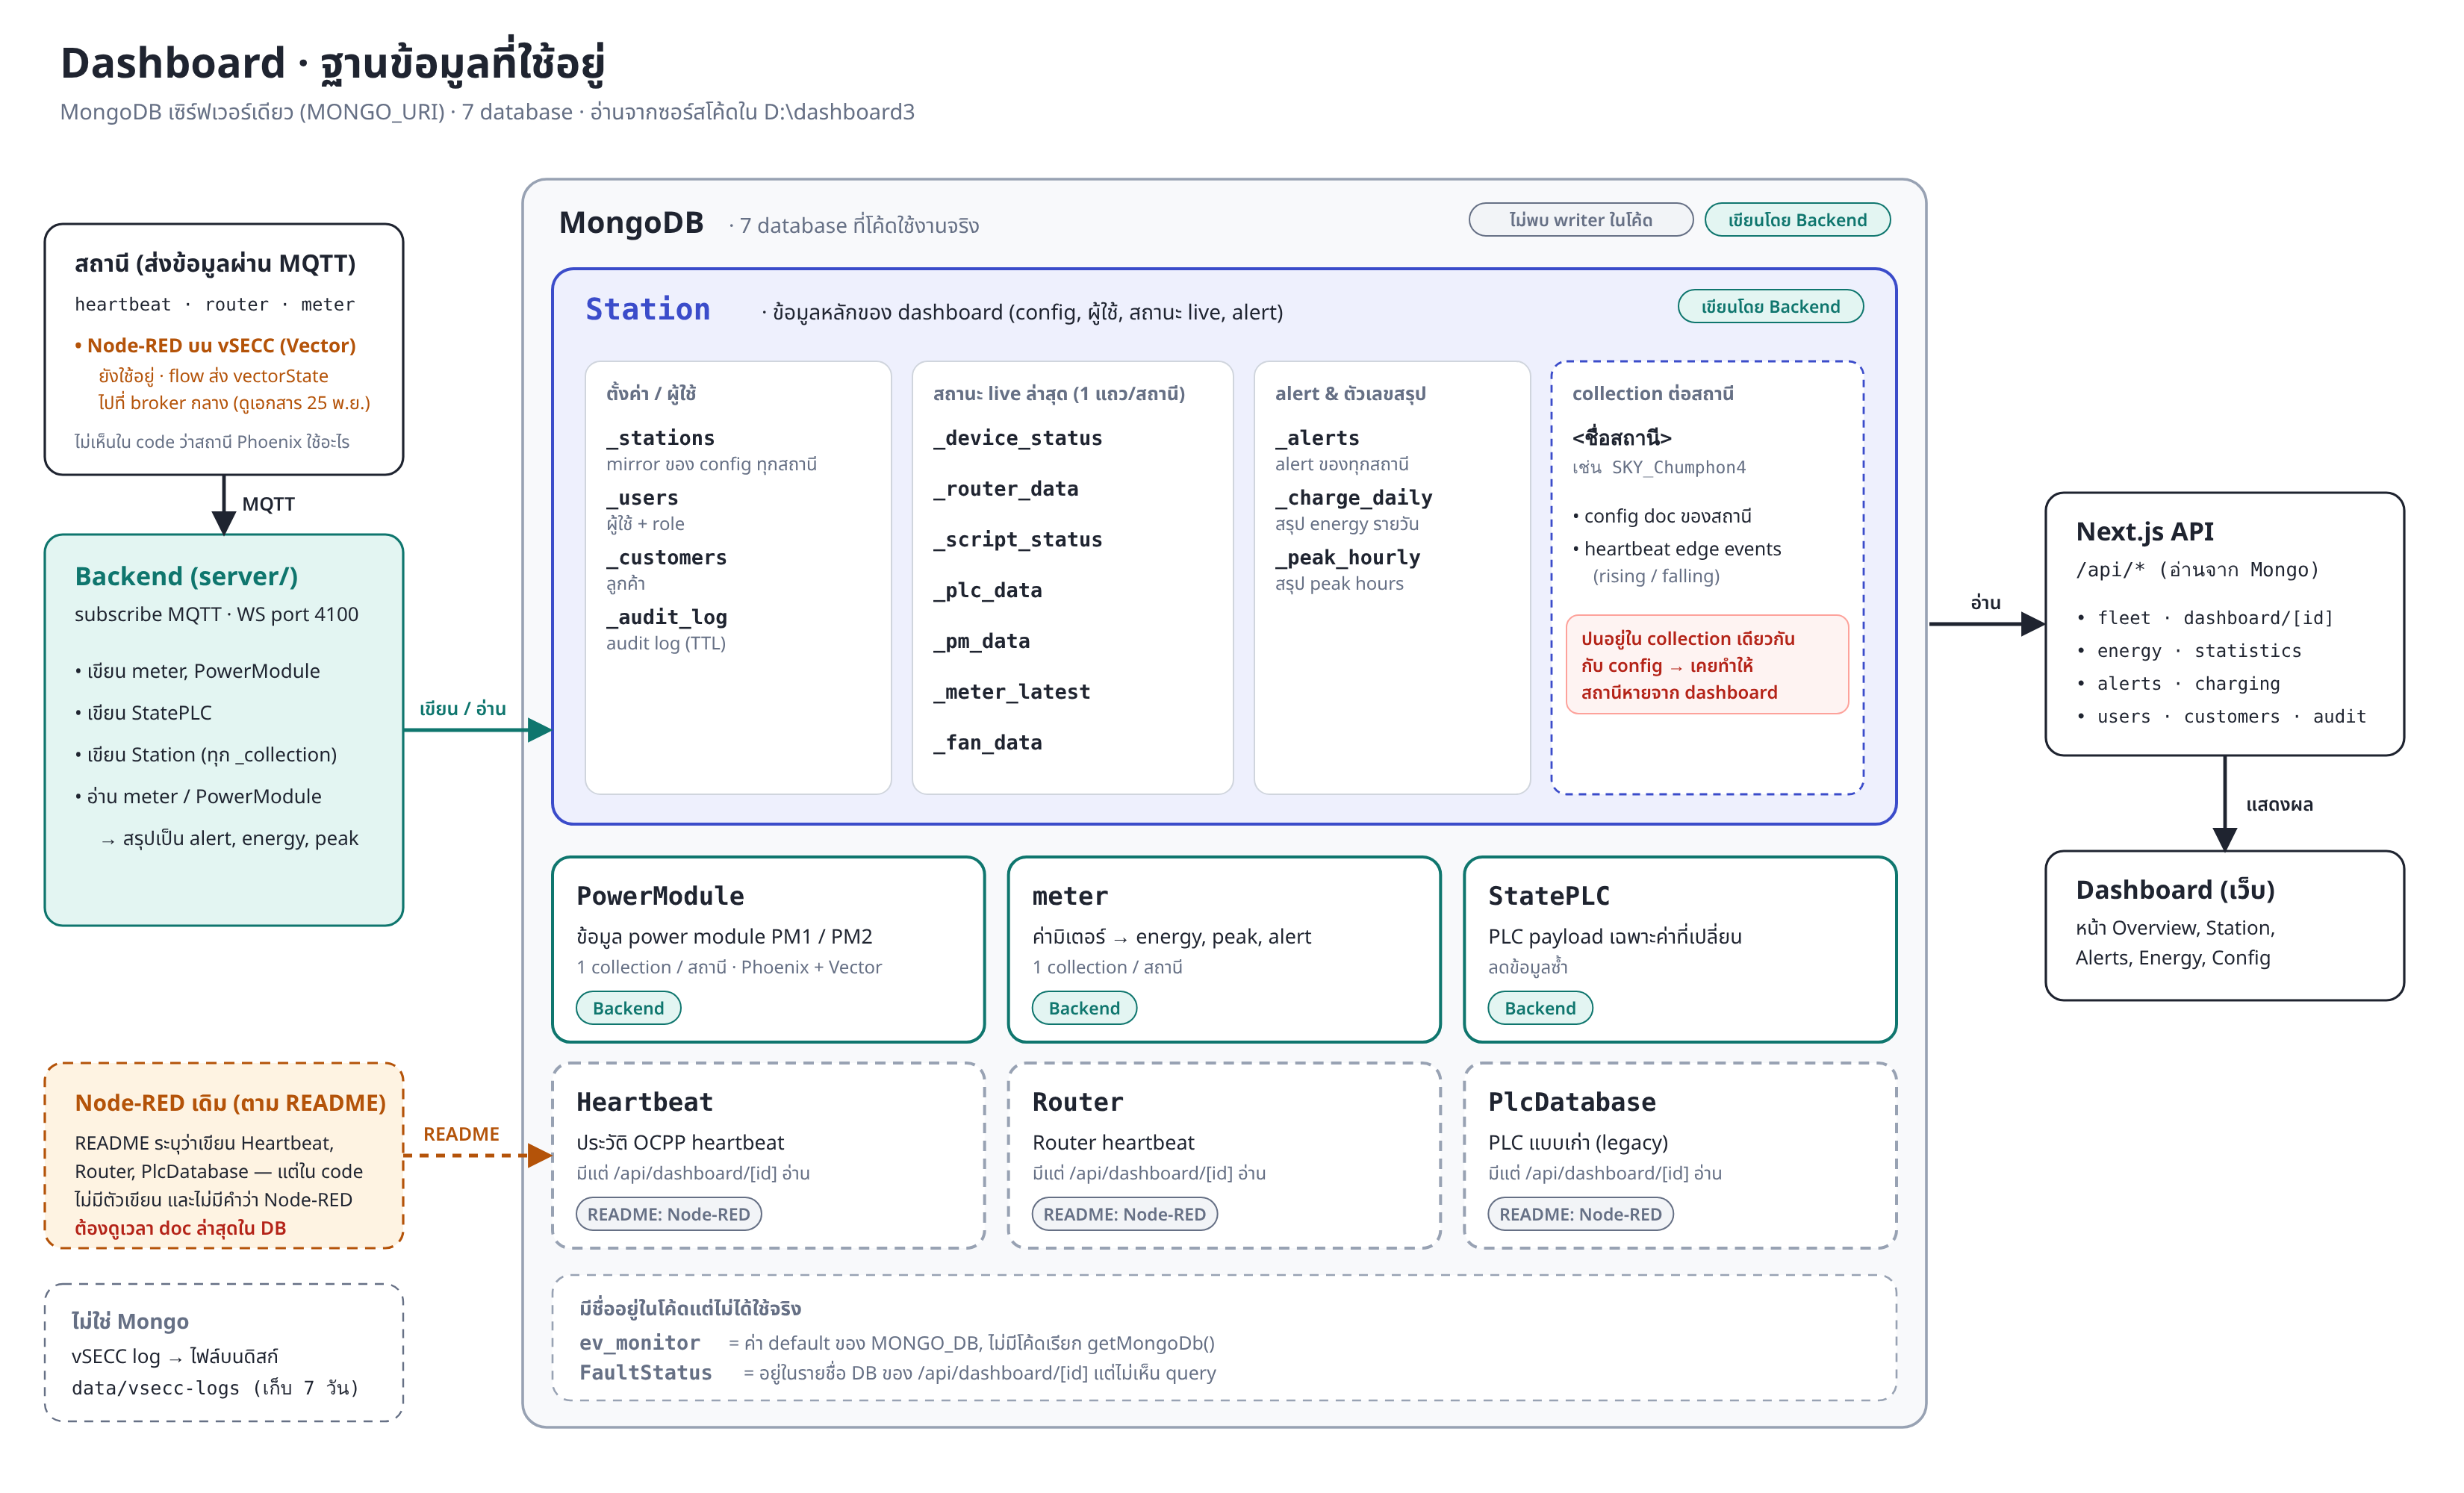 Dashboard · ฐานข้อมูลที่ใช้อยู่
MongoDB เซิร์ฟเวอร์เดียว (MONGO_URI) · 7 database · อ่านจากซอร์สโค้ดใน D:\dashboard3
สถานี (ส่งข้อมูลผ่าน MQTT)
heartbeat · router · meter
• Node-RED บน vSECC (Vector)
ยังใช้อยู่ · flow ส่ง vectorState
ไปที่ broker กลาง (ดูเอกสาร 25 พ.ย.)
ไม่เห็นใน code ว่าสถานี Phoenix ใช้อะไร
MQTT
Backend (server/)
subscribe MQTT · WS port 4100
• เขียน meter, PowerModule
• เขียน StatePLC
• เขียน Station (ทุก _collection)
• อ่าน meter / PowerModule
→ สรุปเป็น alert, energy, peak
เขียน / อ่าน
Node-RED เดิม (ตาม README)
README ระบุว่าเขียน Heartbeat,
Router, PlcDatabase — แต่ใน code
ไม่มีตัวเขียน และไม่มีคำว่า Node-RED
ต้องดูเวลา doc ล่าสุดใน DB
README
ไม่ใช่ Mongo
vSECC log → ไฟล์บนดิสก์
data/vsecc-logs (เก็บ 7 วัน)
MongoDB · 7 database ที่โค้ดใช้งานจริง
ไม่พบ writer ในโค้ด
เขียนโดย Backend
Station · ข้อมูลหลักของ dashboard (config, ผู้ใช้, สถานะ live, alert)
เขียนโดย Backend
ตั้งค่า / ผู้ใช้
_stations
mirror ของ config ทุกสถานี
_users
ผู้ใช้ + role
_customers
ลูกค้า
_audit_log
audit log (TTL)
สถานะ live ล่าสุด (1 แถว/สถานี)
_device_status
_router_data
_script_status
_plc_data
_pm_data
_meter_latest
_fan_data
alert & ตัวเลขสรุป
_alerts
alert ของทุกสถานี
_charge_daily
สรุป energy รายวัน
_peak_hourly
สรุป peak hours
collection ต่อสถานี
<ชื่อสถานี>
เช่น SKY_Chumphon4
• config doc ของสถานี
• heartbeat edge events
(rising / falling)
ปนอยู่ใน collection เดียวกัน
กับ config → เคยทำให้
สถานีหายจาก dashboard
PowerModule
ข้อมูล power module PM1 / PM2
1 collection / สถานี · Phoenix + Vector
Backend
meter
ค่ามิเตอร์ → energy, peak, alert
1 collection / สถานี
Backend
StatePLC
PLC payload เฉพาะค่าที่เปลี่ยน
ลดข้อมูลซ้ำ
Backend
Heartbeat
ประวัติ OCPP heartbeat
มีแต่ /api/dashboard/[id] อ่าน
README: Node-RED
Router
Router heartbeat
มีแต่ /api/dashboard/[id] อ่าน
README: Node-RED
PlcDatabase
PLC แบบเก่า (legacy)
มีแต่ /api/dashboard/[id] อ่าน
README: Node-RED
มีชื่ออยู่ในโค้ดแต่ไม่ได้ใช้จริง
ev_monitor = ค่า default ของ MONGO_DB, ไม่มีโค้ดเรียก getMongoDb()
FaultStatus = อยู่ในรายชื่อ DB ของ /api/dashboard/[id] แต่ไม่เห็น query
อ่าน
Next.js API
/api/* (อ่านจาก Mongo)
• fleet · dashboard/[id]
• energy · statistics
• alerts · charging
• users · customers · audit
แสดงผล
Dashboard (เว็บ)
หน้า Overview, Station,
Alerts, Energy, Config